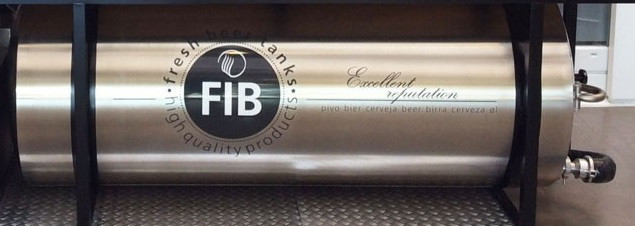 fresh beer tanks
FIB
high quality products
Excellent
reputation
pivo bier cerveja beer birra cerveza øl